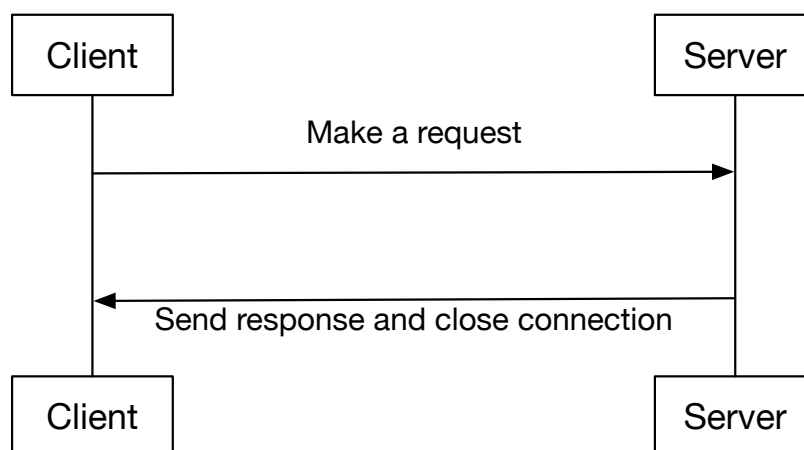 Client
Server
Make a request
Send response and close connection
Client
Server